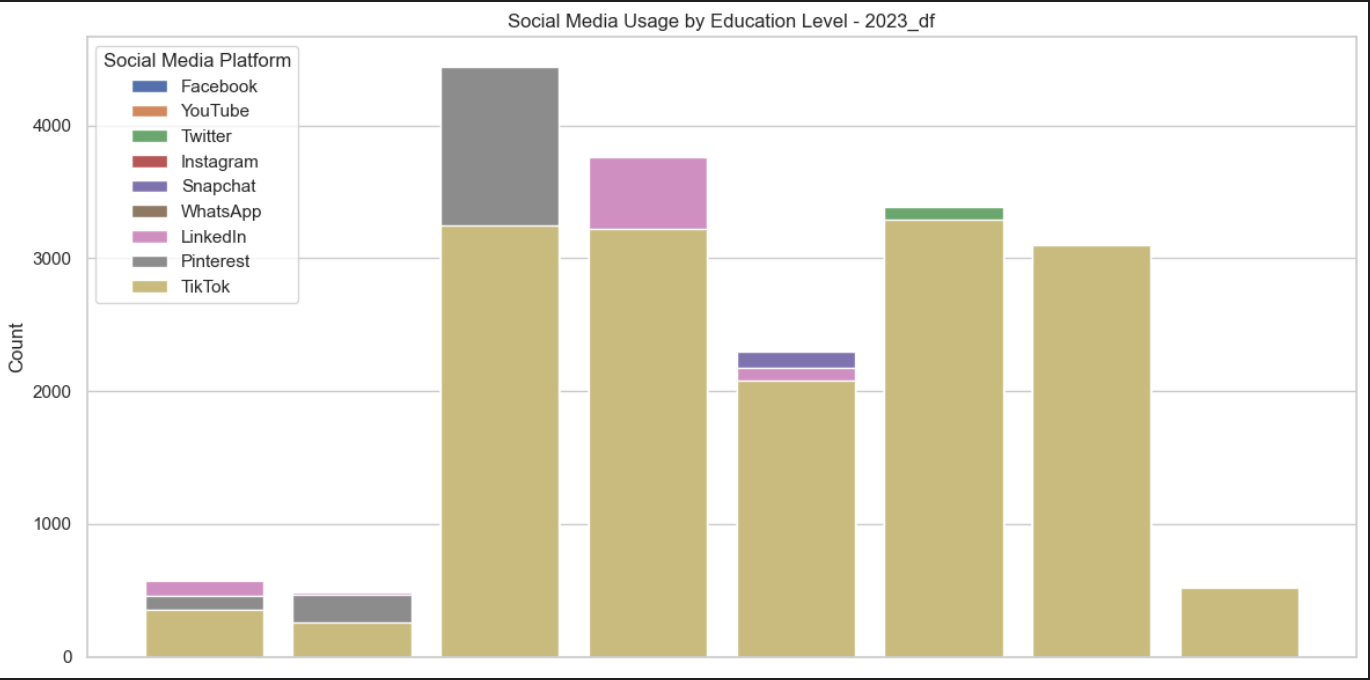 Social Media Usage by Education Level - 2023_df
Social Media Platform
Facebook
YouTube
Twitter
Instagram
Snapchat
WhatsApp
LinkedIn
Pinterest
TikTok
4000
3000
2000
1000
0
Count